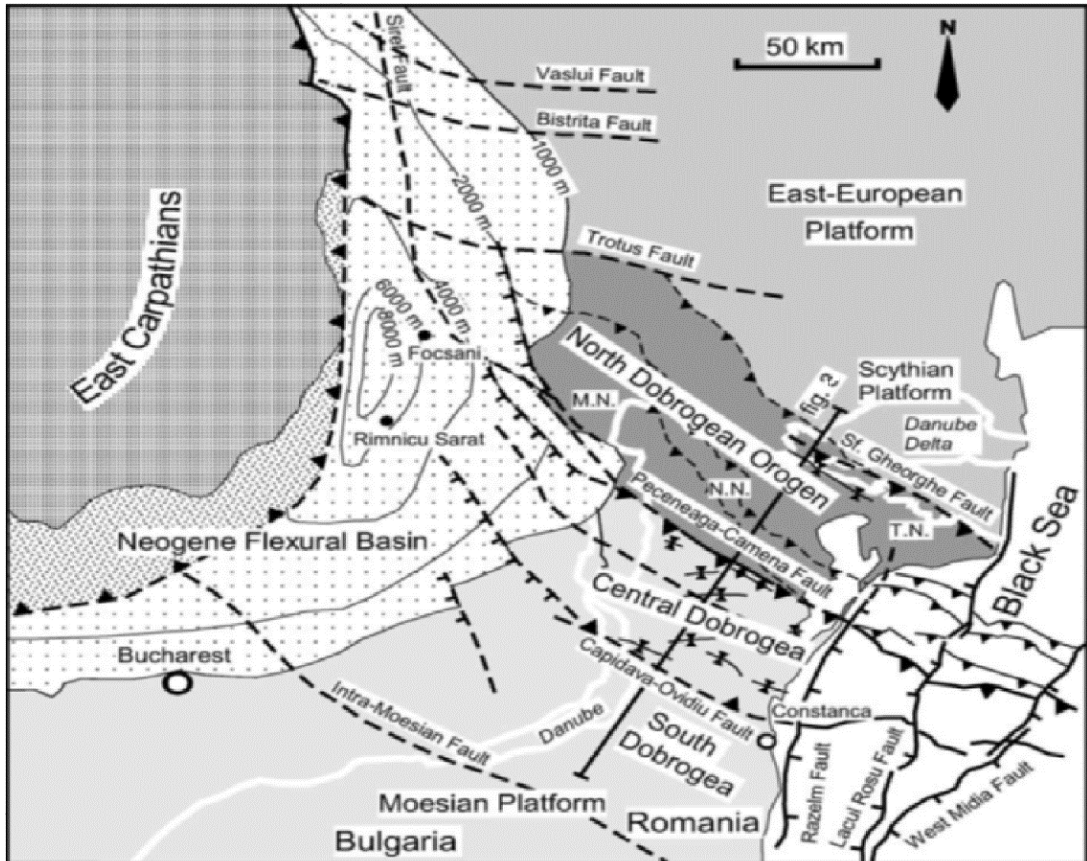 Siret Fault
50 km
N
Vaslui Fault
Bistrita Fault
1000 m
2000 m
East-European
Platform
East Carpathians
Trotus Fault
6000 m
8000 m
4000 m
Focsani
Rimnicu Sarat
North Dobrogean Orogen
M.N.
fig. 2
Scythian
Platform
Danube
Delta
Sf. Gheorghe Fault
N.N.
T.N.
Peceneaga-Camena Fault
Black Sea
Neogene Flexural Basin
Central Dobrogea
Bucharest
Capidava-Ovidiu Fault
Constanca
Intra-Moesian Fault
Danube
South
Dobrogea
Razelm Fault
Lacul Rosu Fault
West Midia Fault
Moesian Platform
Romania
Bulgaria